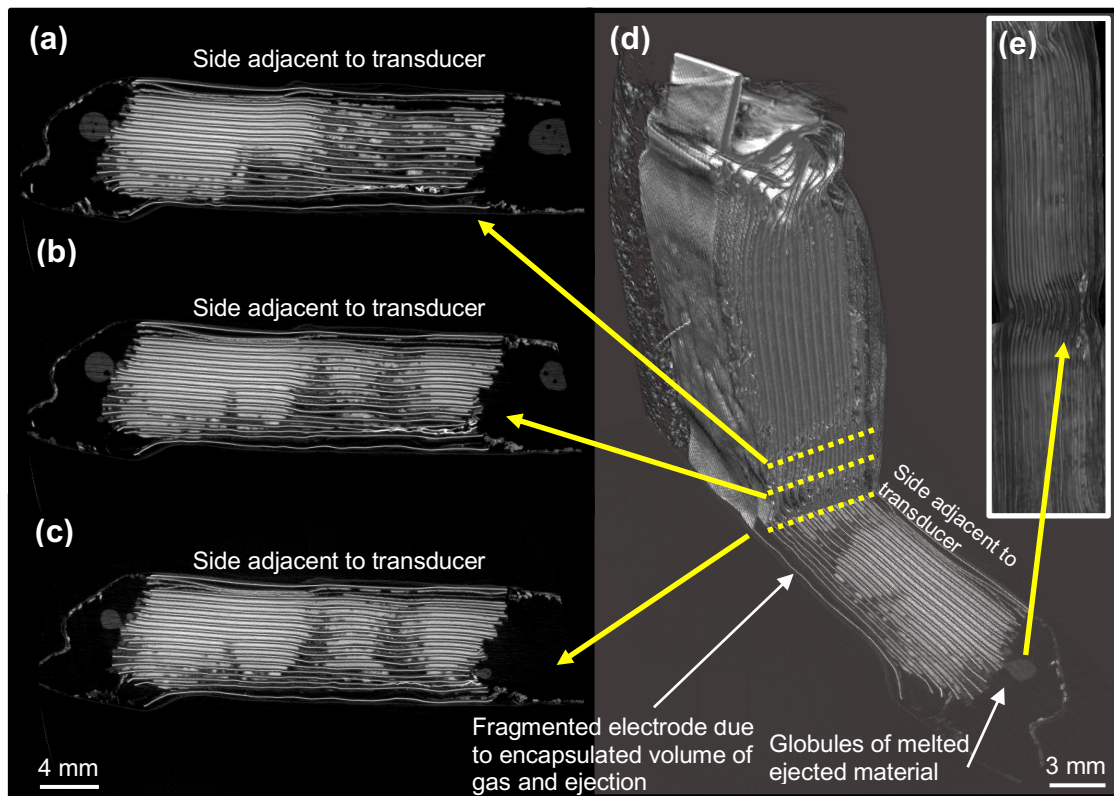 (a)
Side adjacent to transducer
(b)
Side adjacent to transducer
(c)
Side adjacent to transducer
4 mm
(d)
Side adjacent to
transducer
Fragmented electrode due
to encapsulated volume of
gas and ejection
Globules of melted
ejected material
3 mm
(e)